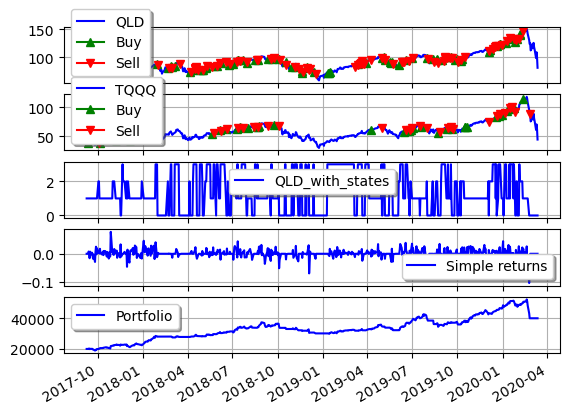 QLD
Buy
Sell
150
100
TQQQ
Buy
Sell
100
50
QLD_with_states
2
0
Simple returns
0.0
−0.1
Portfolio
40000
20000
2017-10 2018-01 2018-04 2018-07 2018-10 2019-01 2019-04 2019-07 2019-10 2020-01 2020-04